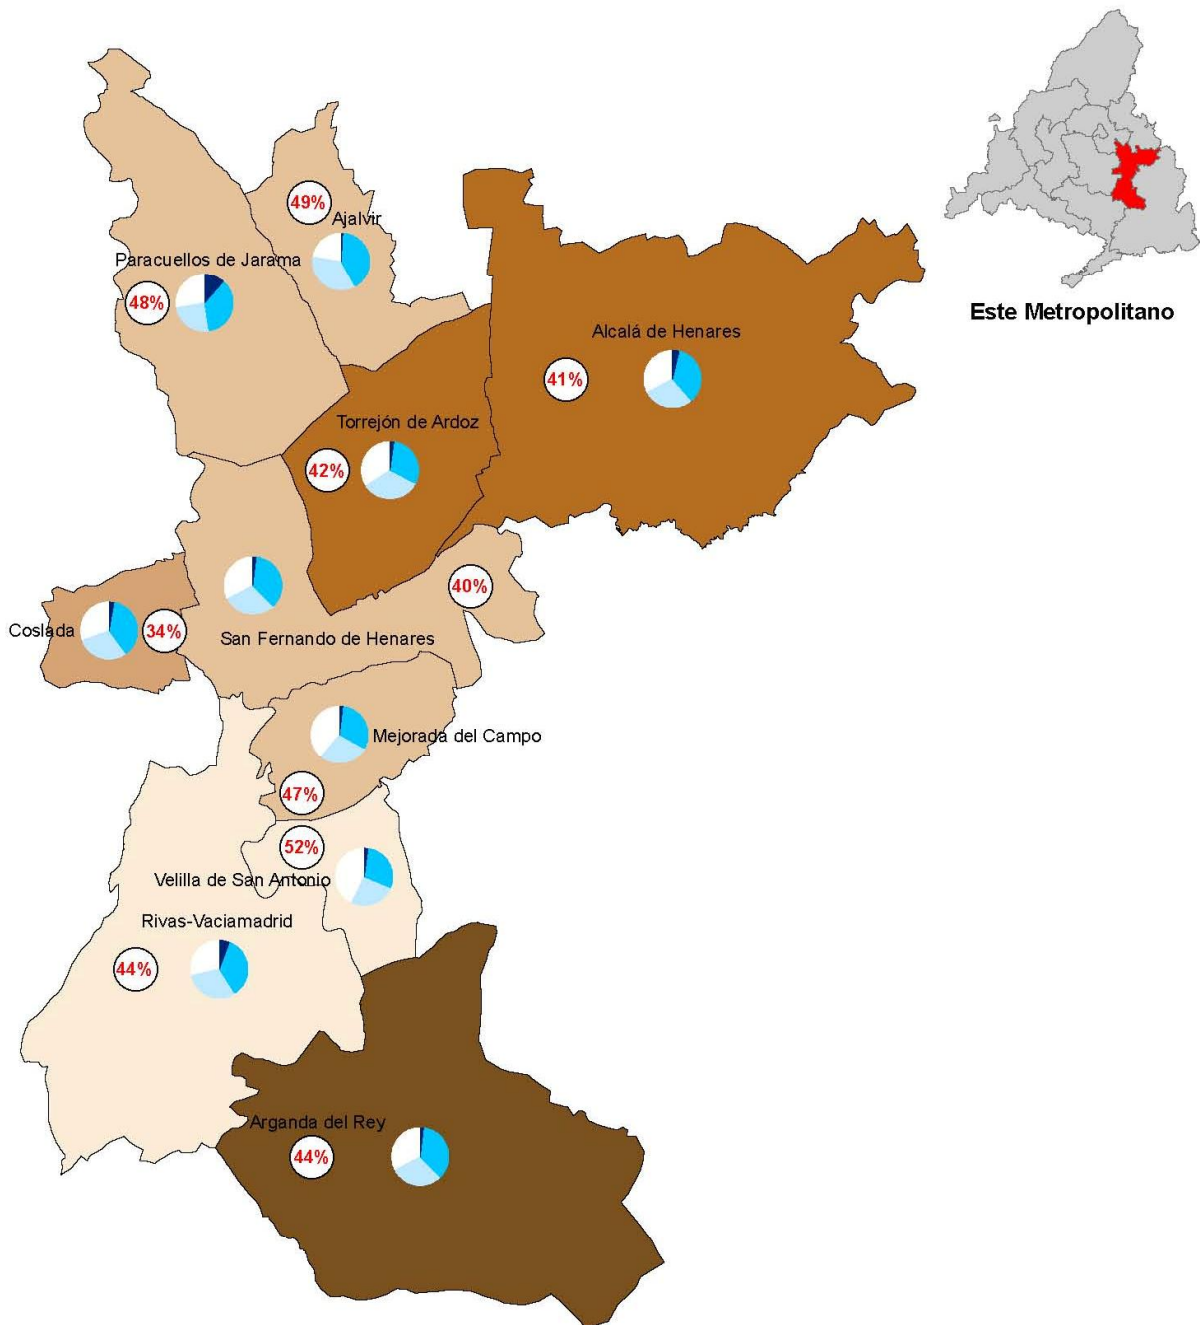 49%
Ajalvir
Paracuellos de Jarama
48%
Este Metropolitano
Alcalá de Henares
41%
Torrejón de Ardoz
42%
40%
Coslada
34%
San Fernando de Henares
Mejorada del Campo
47%
52%
Velilla de San Antonio
Rivas-Vaciamadrid
44%
Arganda del Rey
44%